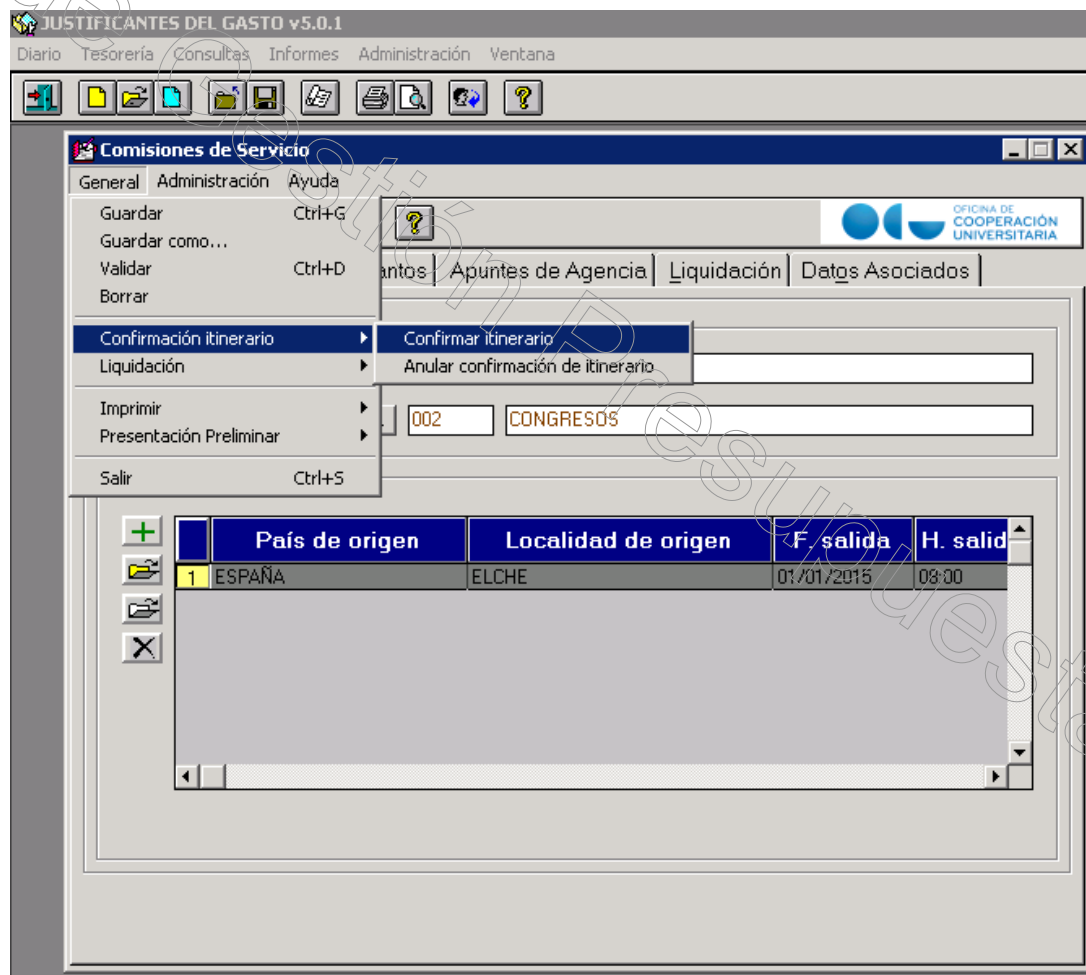 JUSTIFICANTES DEL GASTO v5.0.1
Diario Tesorería Consultas Informes Administración Ventana
Comisiones de Servicio
General Administración Ayuda
Guardar Ctrl+G
Guardar como...
Validar Ctrl+D
Borrar
Confirmación itinerario
Liquidación
Imprimir
Presentación Preliminar
Salir Ctrl+S
Confirmar itinerario
Anular confirmación de itinerario
OFICINA DE
COOPERACIÓN
UNIVERSITARIA
antos Apuntes de Agencia Liquidación Datos Asociados
002 CONGRESOS
País de origen Localidad de origen F. salida H. salid
1 ESPAÑA ELCHE 01/01/2015 08:00
de Gestión Presupuesta